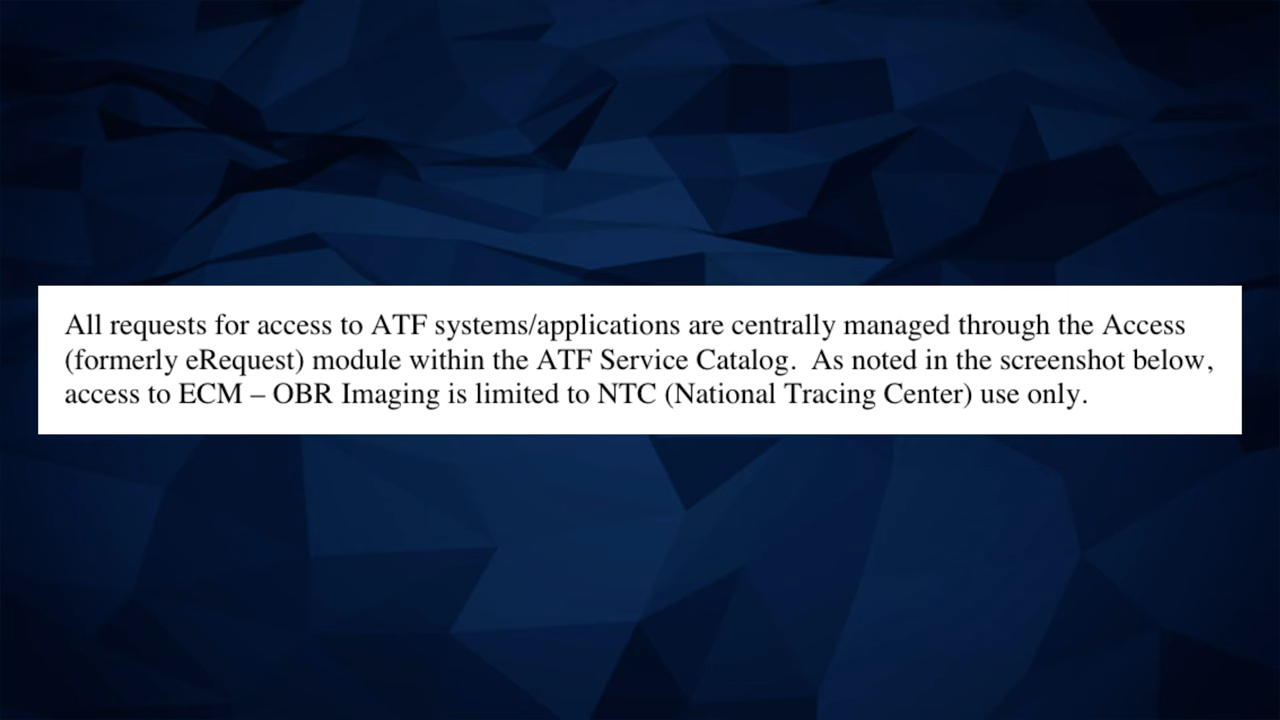 All requests for access to ATF systems/applications are centrally managed through the Access
(formerly eRequest) module within the ATF Service Catalog.  As noted in the screenshot below,
access to ECM – OBR Imaging is limited to NTC (National Tracing Center) use only.